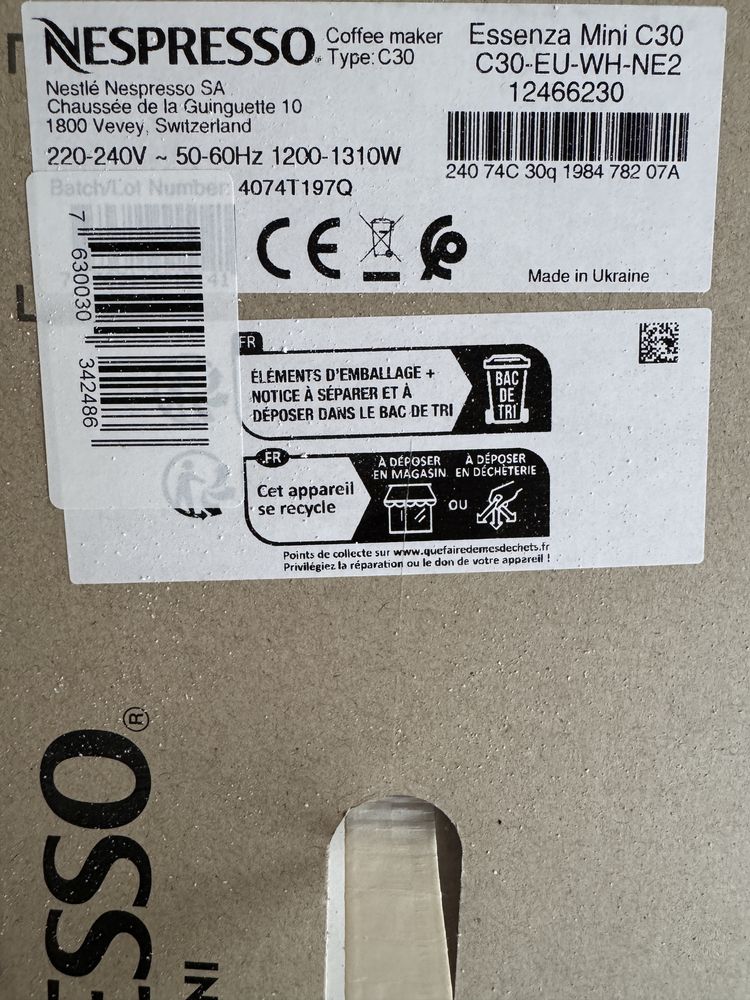 NESPRESSO®
Coffee maker
Type: C30
Nestlé Nespresso SA
Chaussée de la Guinguette 10
1800 Vevey, Switzerland
220-240V ~ 50-60Hz 1200-1310W
Batch/Lot Number: 4074T197Q
Essenza Mini C30
C30-EU-WH-NE2
12466230
240 74C 30q 1984 782 07A
CE
Made in Ukraine
7 630030 342486
FR
ÉLÉMENTS D'EMBALLAGE +
NOTICE À SÉPARER ET À
DÉPOSER DANS LE BAC DE TRI
BAC
DE
TRI
FR
Cet appareil
se recycle
À DÉPOSER
EN MAGASIN
OU
À DÉPOSER
EN DÉCHÈTERIE
Points de collecte sur www.quefairedemesdechets.fr
Privilégiez la réparation ou le don de votre appareil !
ESSO®
NI